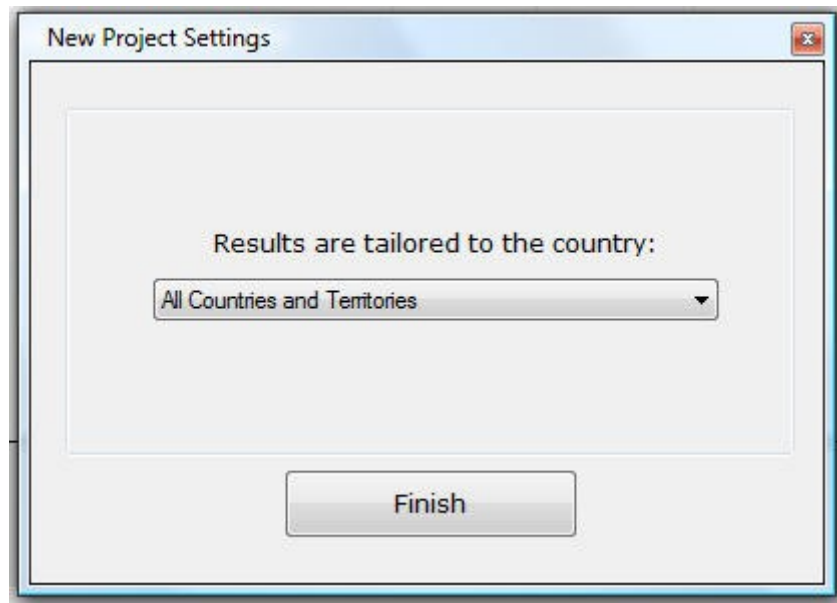 New Project Settings
Results are tailored to the country:
All Countries and Territories
Finish